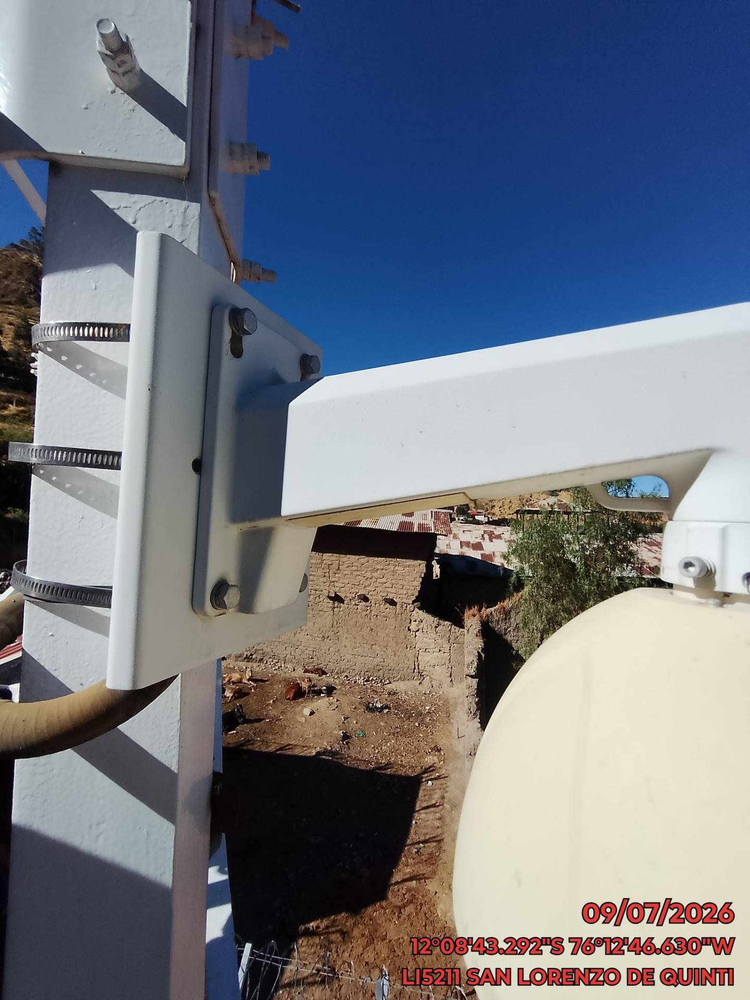 09/07/2026
12°08'43.292"S 76°12'46.630"W
LI5211 SAN LORENZO DE QUINTI